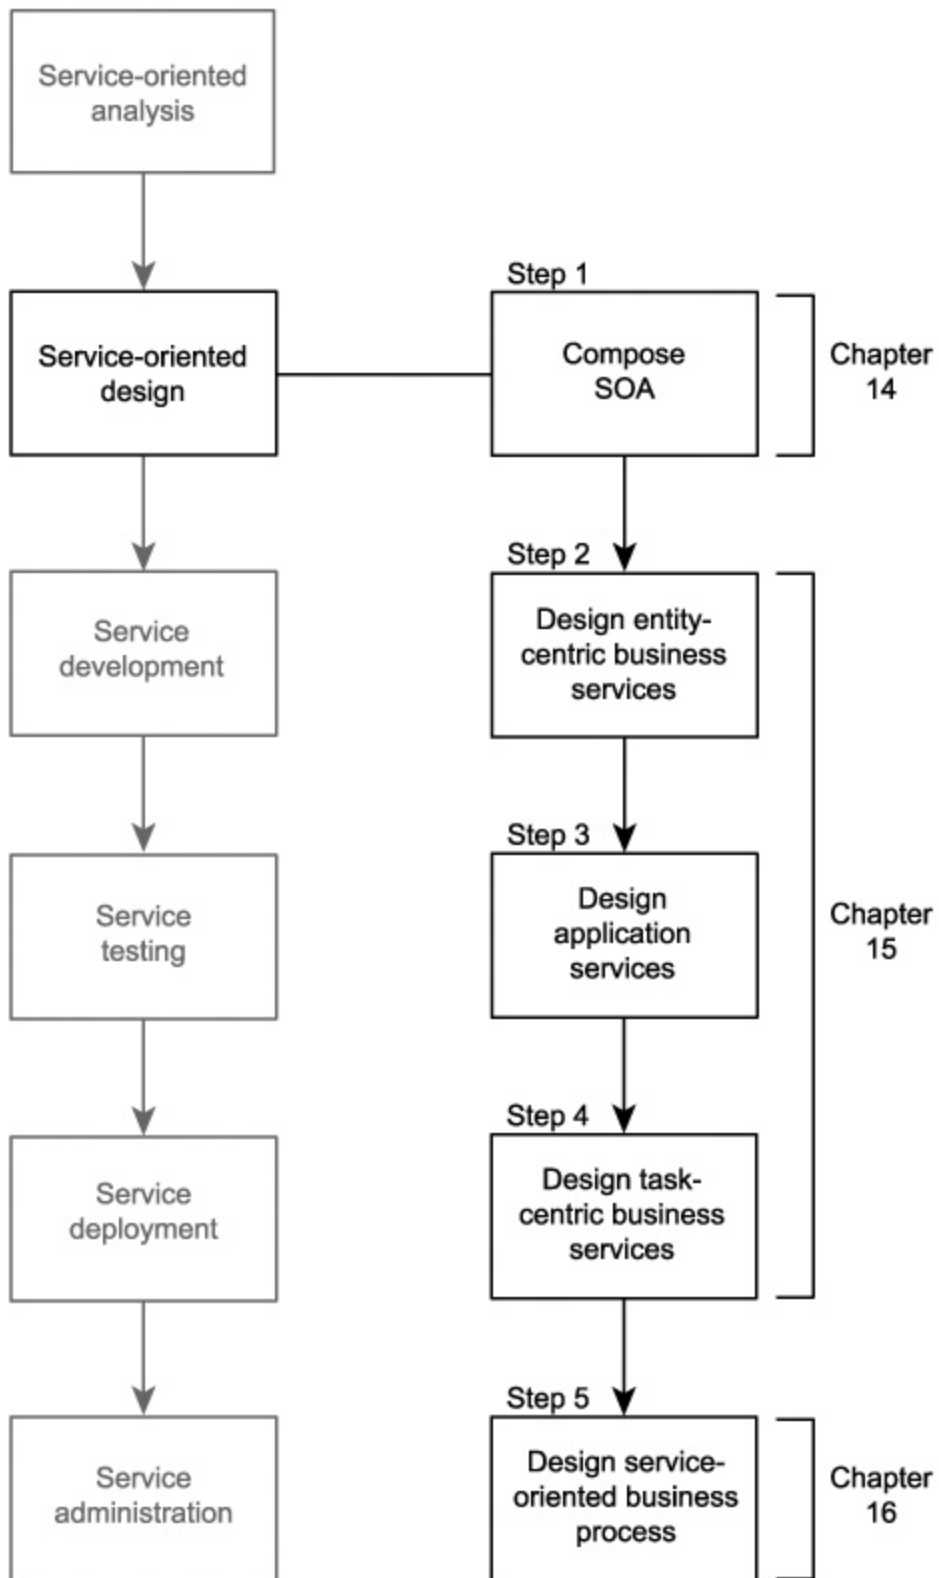 Service-oriented
analysis
Service-oriented
design
Service
development
Service
testing
Service
deployment
Service
administration
Step 1
Compose
SOA
Chapter
14
Step 2
Design entity-
centric business
services
Step 3
Design
application
services
Step 4
Design task-
centric business
services
Chapter
15
Step 5
Design service-
oriented business
process
Chapter
16